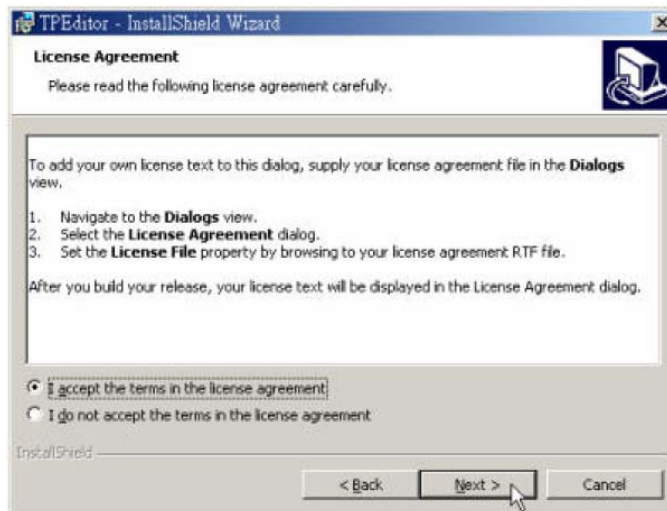 TPEditor - InstallShield Wizard
License Agreement
Please read the following license agreement carefully.
To add your own license text to this dialog, supply your license agreement file in the Dialogs
view.
1. Navigate to the Dialogs view.
2. Select the License Agreement dialog.
3. Set the License File property by browsing to your license agreement RTF file.
After you build your release, your license text will be displayed in the License Agreement dialog.
I accept the terms in the license agreement
I do not accept the terms in the license agreement
InstallShield
< Back Next > Cancel